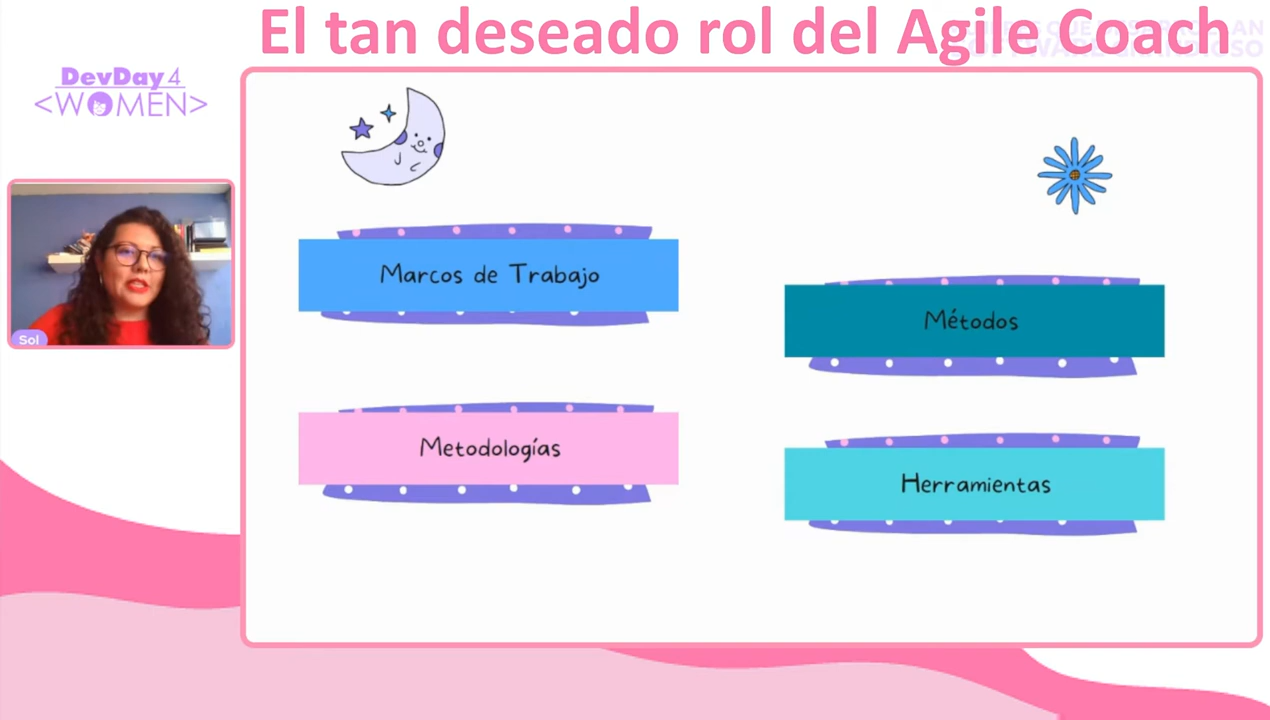 El tan deseado rol del Agile Coach
DevDay4
<WOMEN>
Sol
Marcos de Trabajo
Métodos
Metodologías
Herramientas